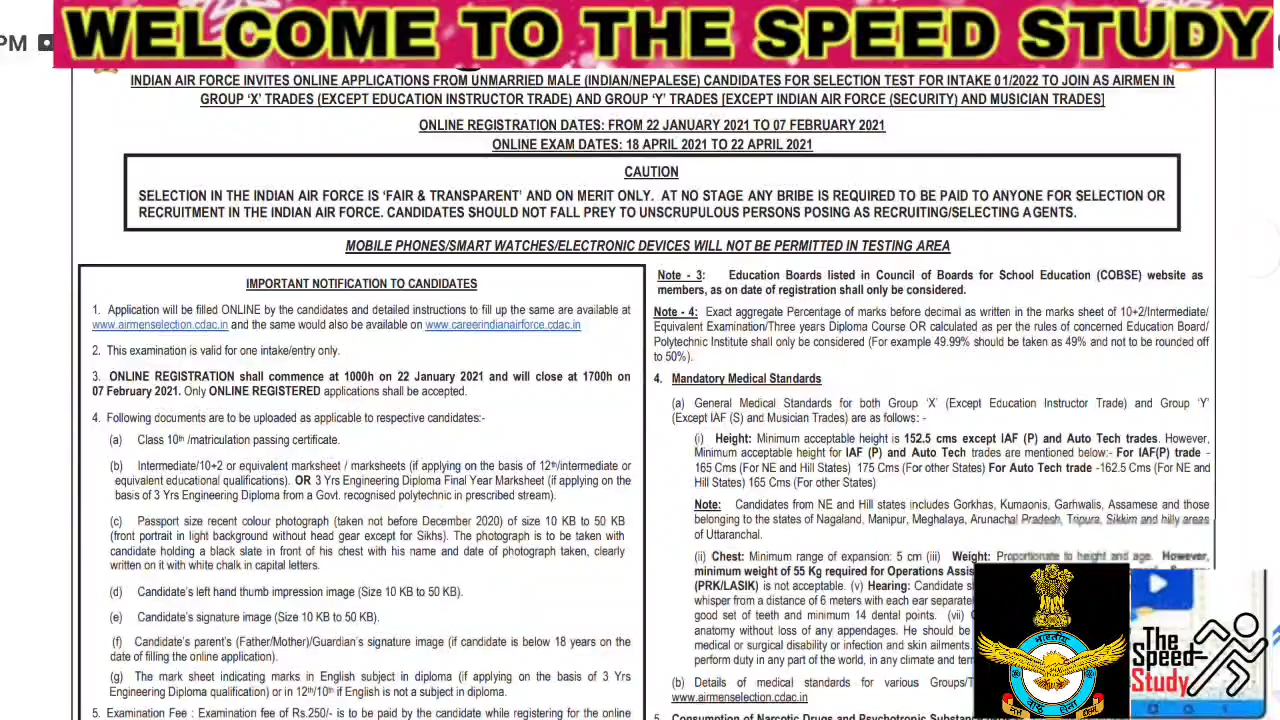 WELCOME TO THE SPEED STUDY
PM
INDIAN AIR FORCE INVITES ONLINE APPLICATIONS FROM UNMARRIED MALE (INDIAN/NEPALESE) CANDIDATES FOR SELECTION TEST FOR INTAKE 01/2022 TO JOIN AS AIRMEN IN
GROUP ‘X’ TRADES (EXCEPT EDUCATION INSTRUCTOR TRADE) AND GROUP ‘Y’ TRADES [EXCEPT INDIAN AIR FORCE (SECURITY) AND MUSICIAN TRADES]
ONLINE REGISTRATION DATES: FROM 22 JANUARY 2021 TO 07 FEBRUARY 2021
ONLINE EXAM DATES: 18 APRIL 2021 TO 22 APRIL 2021
CAUTION
SELECTION IN THE INDIAN AIR FORCE IS ‘FAIR & TRANSPARENT’ AND ON MERIT ONLY. AT NO STAGE ANY BRIBE IS REQUIRED TO BE PAID TO ANYONE FOR SELECTION OR
RECRUITMENT IN THE INDIAN AIR FORCE. CANDIDATES SHOULD NOT FALL PREY TO UNSCRUPULOUS PERSONS POSING AS RECRUITING/SELECTING AGENTS.
MOBILE PHONES/SMART WATCHES/ELECTRONIC DEVICES WILL NOT BE PERMITTED IN TESTING AREA
IMPORTANT NOTIFICATION TO CANDIDATES
1. Application will be filled ONLINE by the candidates and detailed instructions to fill up the same are available at
www.airmenselection.cdac.in and the same would also be available on www.careerindianairforce.cdac.in
2. This examination is valid for one intake/entry only.
3. ONLINE REGISTRATION shall commence at 1000h on 22 January 2021 and will close at 1700h on
07 February 2021. Only ONLINE REGISTERED applications shall be accepted.
4. Following documents are to be uploaded as applicable to respective candidates:-
(a) Class 10th /matriculation passing certificate.
(b) Intermediate/10+2 or equivalent marksheet / marksheets (if applying on the basis of 12th/intermediate or
equivalent educational qualifications). OR 3 Yrs Engineering Diploma Final Year Marksheet (if applying on the
basis of 3 Yrs Engineering Diploma from a Govt. recognised polytechnic in prescribed stream).
(c) Passport size recent colour photograph (taken not before December 2020) of size 10 KB to 50 KB
(front portrait in light background without head gear except for Sikhs). The photograph is to be taken with
candidate holding a black slate in front of his chest with his name and date of photograph taken, clearly
written on it with white chalk in capital letters.
(d) Candidate’s left hand thumb impression image (Size 10 KB to 50 KB).
(e) Candidate’s signature image (Size 10 KB to 50 KB).
(f) Candidate’s parent’s (Father/Mother)/Guardian’s signature image (if candidate is below 18 years on the
date of filling the online application).
(g) The mark sheet indicating marks in English subject in diploma (if applying on the basis of 3 Yrs
Engineering Diploma qualification) or in 12th/10th if English is not a subject in diploma.
5. Examination Fee : Examination fee of Rs.250/- is to be paid by the candidate while registering for the online
Note - 3: Education Boards listed in Council of Boards for School Education (COBSE) website as
members, as on date of registration shall only be considered.
Note - 4: Exact aggregate Percentage of marks before decimal as written in the marks sheet of 10+2/Intermediate/
Equivalent Examination/Three years Diploma Course OR calculated as per the rules of concerned Education Board/
Polytechnic Institute shall only be considered (For example 49.99% should be taken as 49% and not to be rounded off
to 50%).
4. Mandatory Medical Standards
(a) General Medical Standards for both Group ‘X’ (Except Education Instructor Trade) and Group ‘Y’
(Except IAF (S) and Musician Trades) are as follows: -
(i) Height: Minimum acceptable height is 152.5 cms except IAF (P) and Auto Tech trades. However,
Minimum acceptable height for IAF (P) and Auto Tech trades are mentioned below:- For IAF(P) trade -
165 Cms (For NE and Hill States) 175 Cms (For other States) For Auto Tech trade -162.5 Cms (For NE and
Hill States) 165 Cms (For other States)
Note: Candidates from NE and Hill states includes Gorkhas, Kumaonis, Garhwalis, Assamese and those
belonging to the states of Nagaland, Manipur, Meghalaya, Arunachal Pradesh, Tripura, Sikkim and hilly areas
of Uttaranchal.
(ii) Chest: Minimum range of expansion: 5 cm (iii) Weight: Proportionate to height and age. However,
minimum weight of 55 Kg required for Operations Assis
(PRK/LASIK) is not acceptable. (v) Hearing: Candidate s
whisper from a distance of 6 meters with each ear separate
good set of teeth and minimum 14 dental points. (vii)
anatomy without loss of any appendages. He should be
medical or surgical disability or infection and skin ailments.
perform duty in any part of the world, in any climate and ter
(b) Details of medical standards for various Groups/T
www.airmenselection.cdac.in
5. Consumption of Narcotic Drugs and Psychotropic Substance
The
Speed
Study